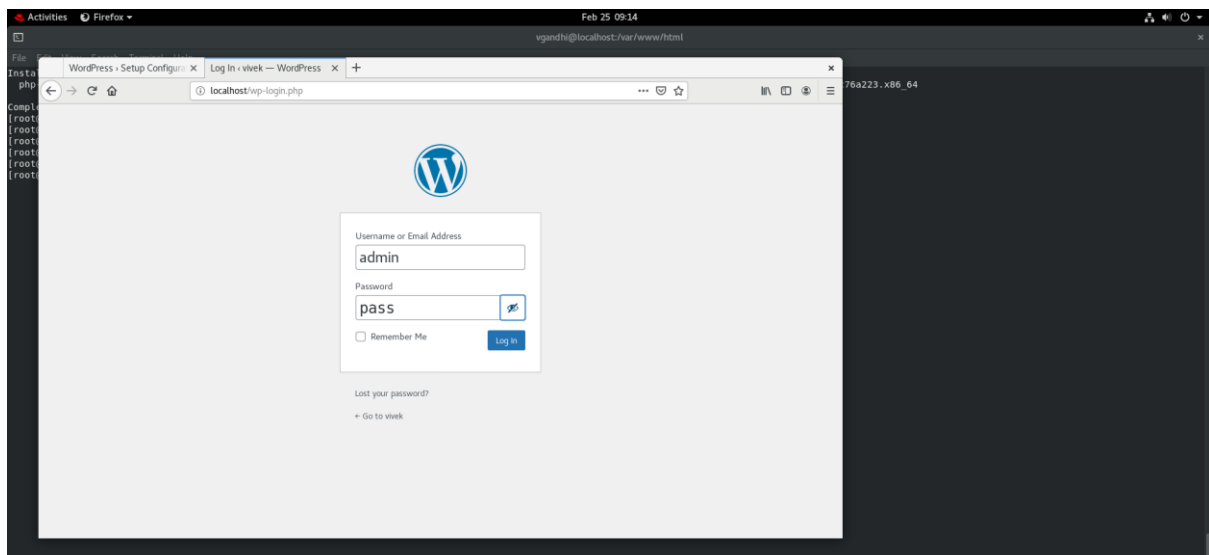 Activities Firefox Feb 25 09:14
vgandhi@localhost:/var/www/html
File
WordPress › Setup Configura Log In ‹ vivek — WordPress
localhost/wp-login.php
76a223.x86_64
php
[root@
[root@
[root@
[root@
[root@
[root@
Username or Email Address
admin
Password
pass
Remember Me Log In
Lost your password?
← Go to vivek